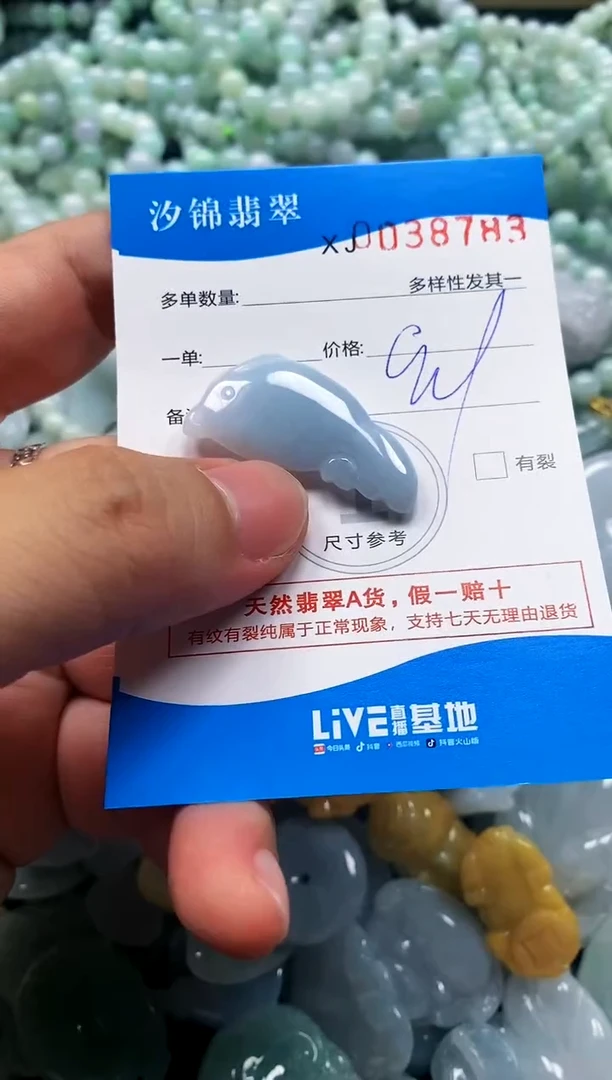 汐锦翡翠
XJ0038783
多单数量:
多样性发其一
一单: 价格:
备
有裂
尺寸参考
天然翡翠A货，假一赔十
有纹有裂纯属于正常现象，支持七天无理由退货
LiVE直播基地
今日头条 抖音 西瓜视频 抖音火山版